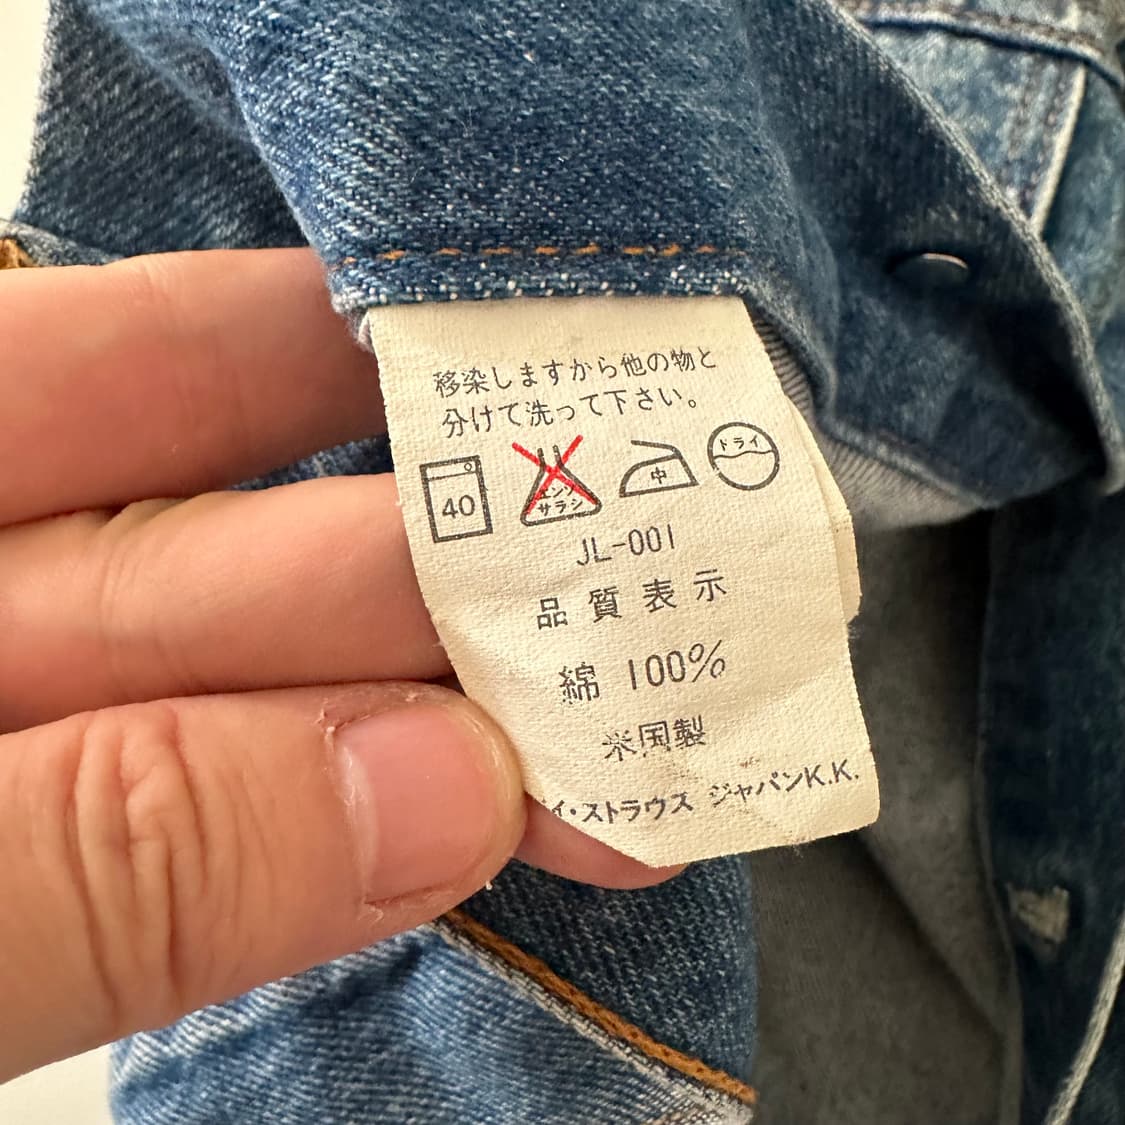 移染しますから他の物と
分けて洗って下さい。
40
エンソ
サラシ
中
ドライ
JL-001
品質表示
綿 100%
米国製
イ・ストラウス ジャパンK.K.